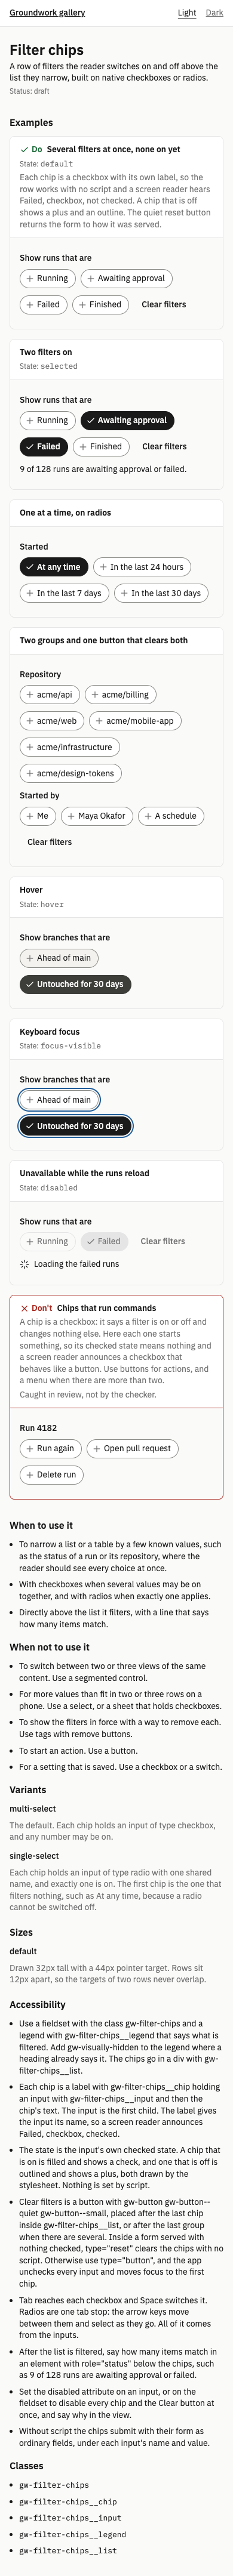 Groundwork gallery
Light
Dark
Filter chips
A row of filters the reader switches on and off above the
list they narrow, built on native checkboxes or radios.
Status: draft
Examples
Do Several filters at once, none on yet
State: default
Each chip is a checkbox with its own label, so the
row works with no script and a screen reader hears
Failed, checkbox, not checked. A chip that is off
shows a plus and an outline. The quiet reset button
returns the form to how it was served.
Show runs that are
Running
Awaiting approval
Failed
Finished
Clear filters
Two filters on
State: selected
Show runs that are
Running
Awaiting approval
Failed
Finished
Clear filters
9 of 128 runs are awaiting approval or failed.
One at a time, on radios
Started
At any time
In the last 24 hours
In the last 7 days
In the last 30 days
Two groups and one button that clears both
Repository
acme/api
acme/billing
acme/web
acme/mobile-app
acme/infrastructure
acme/design-tokens
Started by
Me
Maya Okafor
A schedule
Clear filters
Hover
State: hover
Show branches that are
Ahead of main
Untouched for 30 days
Keyboard focus
State: focus-visible
Show branches that are
Ahead of main
Untouched for 30 days
Unavailable while the runs reload
State: disabled
Show runs that are
Running
Failed
Clear filters
Loading the failed runs
Don't Chips that run commands
A chip is a checkbox: it says a filter is on or off and
changes nothing else. Here each one starts
something, so its checked state means nothing and
a screen reader announces a checkbox that
behaves like a button. Use buttons for actions, and
a menu when there are more than two.
Caught in review, not by the checker.
Run 4182
Run again
Open pull request
Delete run
When to use it
To narrow a list or a table by a few known values, such
as the status of a run or its repository, where the
reader should see every choice at once.
With checkboxes when several values may be on
together, and with radios when exactly one applies.
Directly above the list it filters, with a line that says
how many items match.
When not to use it
To switch between two or three views of the same
content. Use a segmented control.
For more values than fit in two or three rows on a
phone. Use a select, or a sheet that holds checkboxes.
To show the filters in force with a way to remove each.
Use tags with remove buttons.
To start an action. Use a button.
For a setting that is saved. Use a checkbox or a switch.
Variants
multi-select
The default. Each chip holds an input of type checkbox,
and any number may be on.
single-select
Each chip holds an input of type radio with one shared
name, and exactly one is on. The first chip is the one that
filters nothing, such as At any time, because a radio
cannot be switched off.
Sizes
default
Drawn 32px tall with a 44px pointer target. Rows sit
12px apart, so the targets of two rows never overlap.
Accessibility
Use a fieldset with the class gw-filter-chips and a
legend with gw-filter-chips__legend that says what is
filtered. Add gw-visually-hidden to the legend where a
heading already says it. The chips go in a div with gw-
filter-chips__list.
Each chip is a label with gw-filter-chips__chip holding
an input with gw-filter-chips__input and then the
chip's text. The input is the first child. The label gives
the input its name, so a screen reader announces
Failed, checkbox, checked.
The state is the input's own checked state. A chip that
is on is filled and shows a check, and one that is off is
outlined and shows a plus, both drawn by the
stylesheet. Nothing is set by script.
Clear filters is a button with gw-button gw-button--
quiet gw-button--small, placed after the last chip
inside gw-filter-chips__list, or after the last group
when there are several. Inside a form served with
nothing checked, type="reset" clears the chips with no
script. Otherwise use type="button", and the app
unchecks every input and moves focus to the first
chip.
Tab reaches each checkbox and Space switches it.
Radios are one tab stop: the arrow keys move
between them and select as they go. All of it comes
from the inputs.
After the list is filtered, say how many items match in
an element with role="status" below the chips, such
as 9 of 128 runs are awaiting approval or failed.
Set the disabled attribute on an input, or on the
fieldset to disable every chip and the Clear button at
once, and say why in the view.
Without script the chips submit with their form as
ordinary fields, under each input's name and value.
Classes
gw-filter-chips
gw-filter-chips__chip
gw-filter-chips__input
gw-filter-chips__legend
gw-filter-chips__list